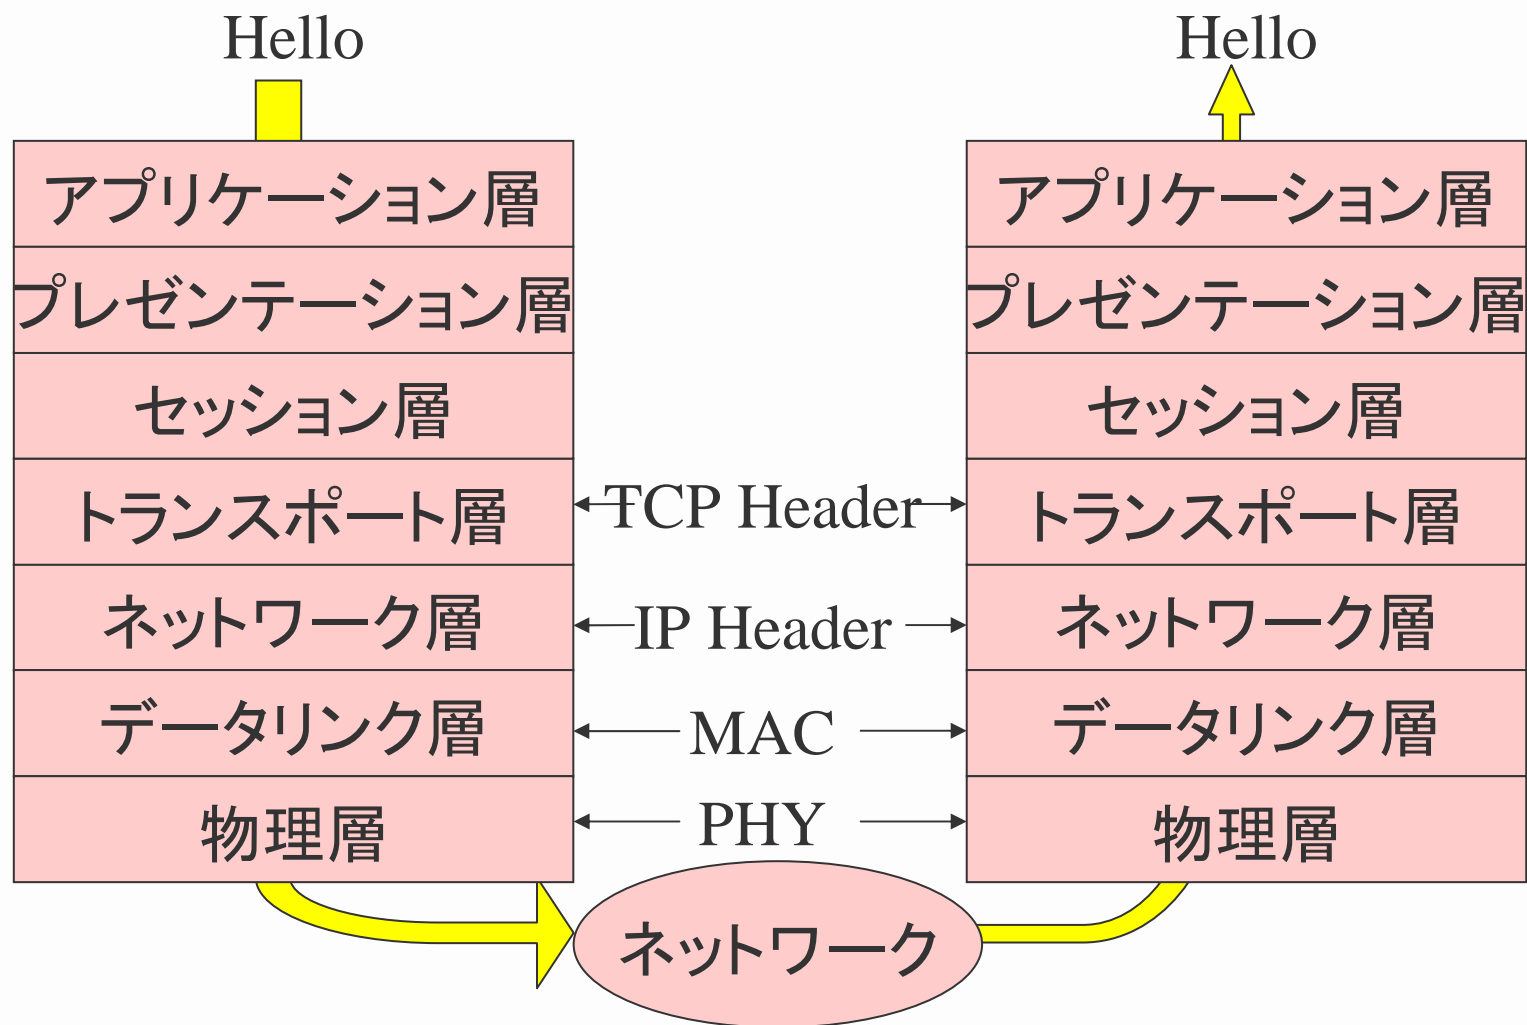 Hello
アプリケーション層
プレゼンテーション層
セッション層
トランスポート層
ネットワーク層
データリンク層
物理層
TCP Header
IP Header
MAC
PHY
ネットワーク
Hello
アプリケーション層
プレゼンテーション層
セッション層
トランスポート層
ネットワーク層
データリンク層
物理層